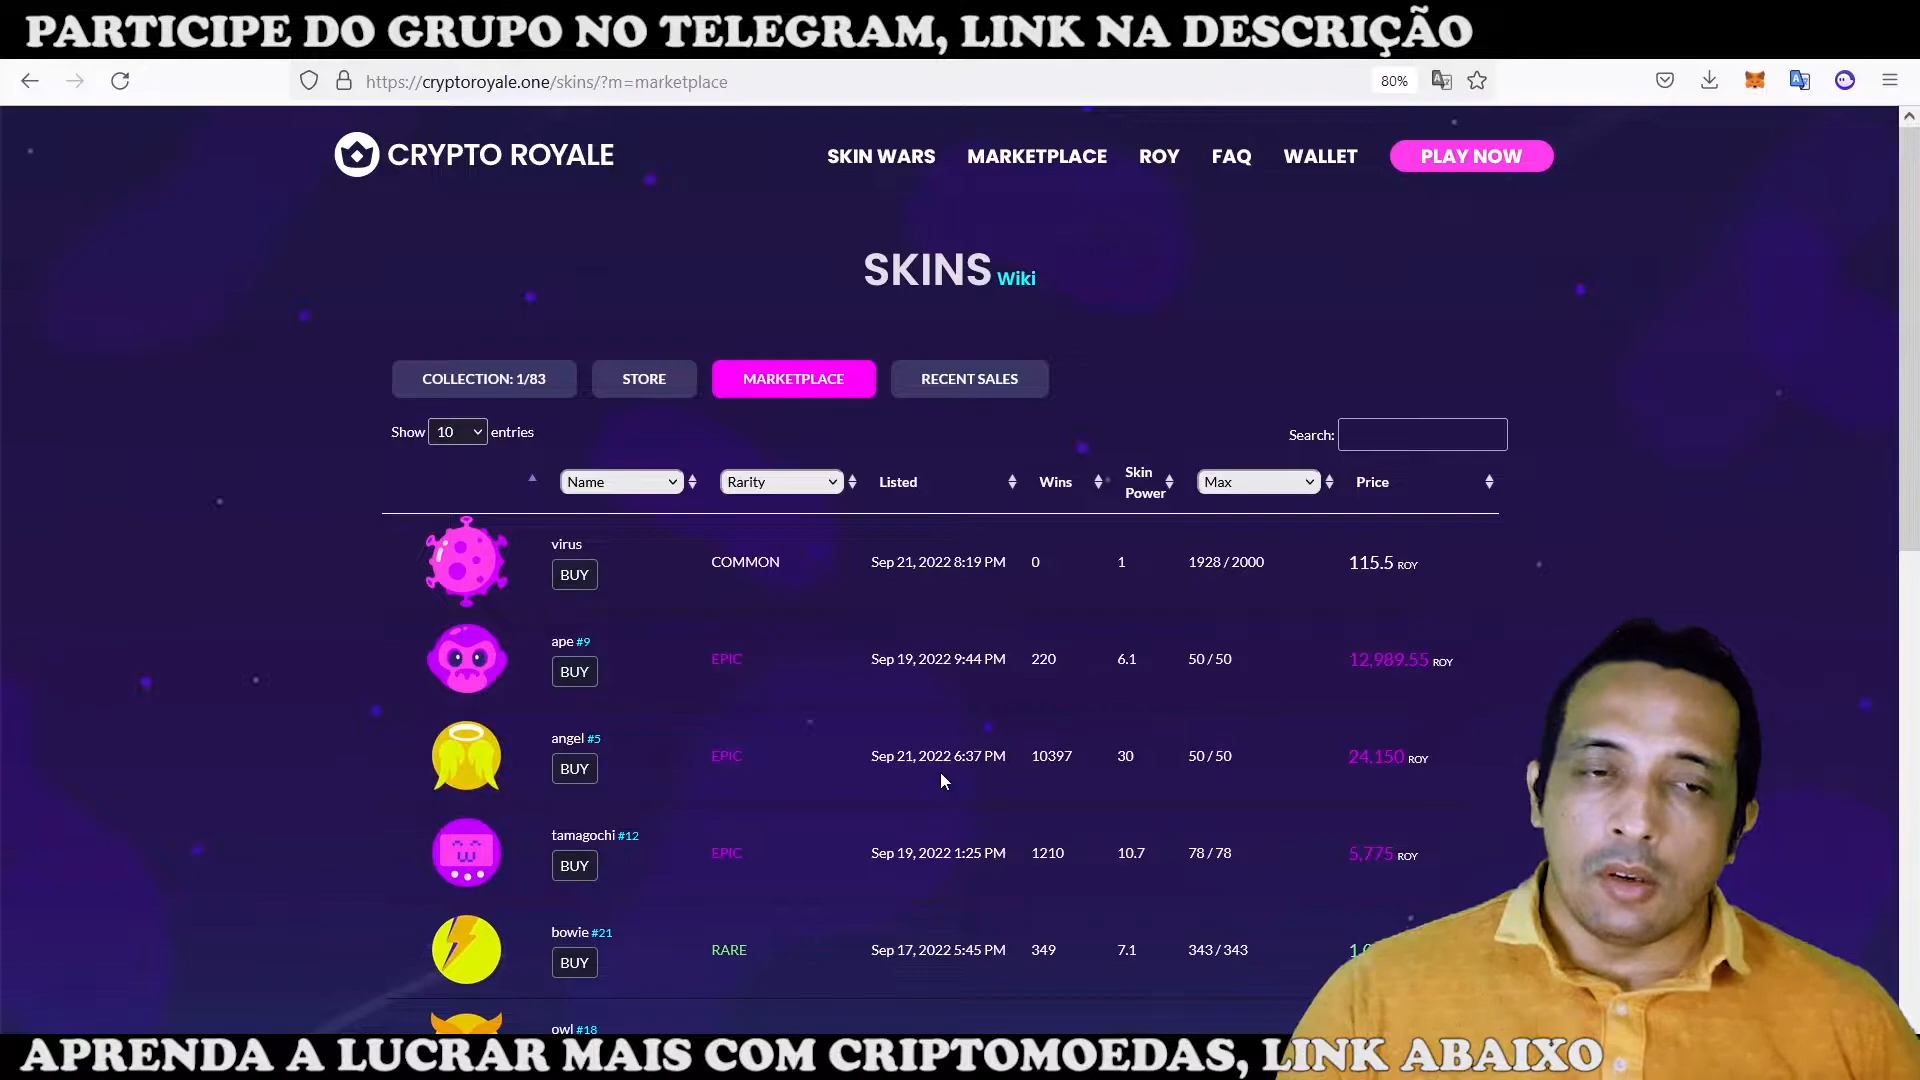 PARTICIPE DO GRUPO NO TELEGRAM, LINK NA DESCRIÇÃO
https://cryptoroyale.one/skins/?m=marketplace
80%
CRYPTO ROYALE
SKIN WARS
MARKETPLACE
ROY
FAQ
WALLET
PLAY NOW
SKINS Wiki
COLLECTION: 1/83
STORE
MARKETPLACE
RECENT SALES
Show 10 entries
Search:
Name
Rarity
Listed
Wins
Skin Power
Max
Price
virus
BUY
COMMON
Sep 21, 2022 8:19 PM
0
1
1928 / 2000
115.5 ROY
ape #9
BUY
EPIC
Sep 19, 2022 9:44 PM
220
6.1
50 / 50
12,989.55 ROY
angel #5
BUY
EPIC
Sep 21, 2022 6:37 PM
10397
30
50 / 50
24,150 ROY
tamagochi #12
BUY
EPIC
Sep 19, 2022 1:25 PM
1210
10.7
78 / 78
5,775 ROY
bowie #21
BUY
RARE
Sep 17, 2022 5:45 PM
349
7.1
343 / 343
owl #18
APRENDA A LUCRAR MAIS COM CRIPTOMOEDAS, LINK ABAIXO